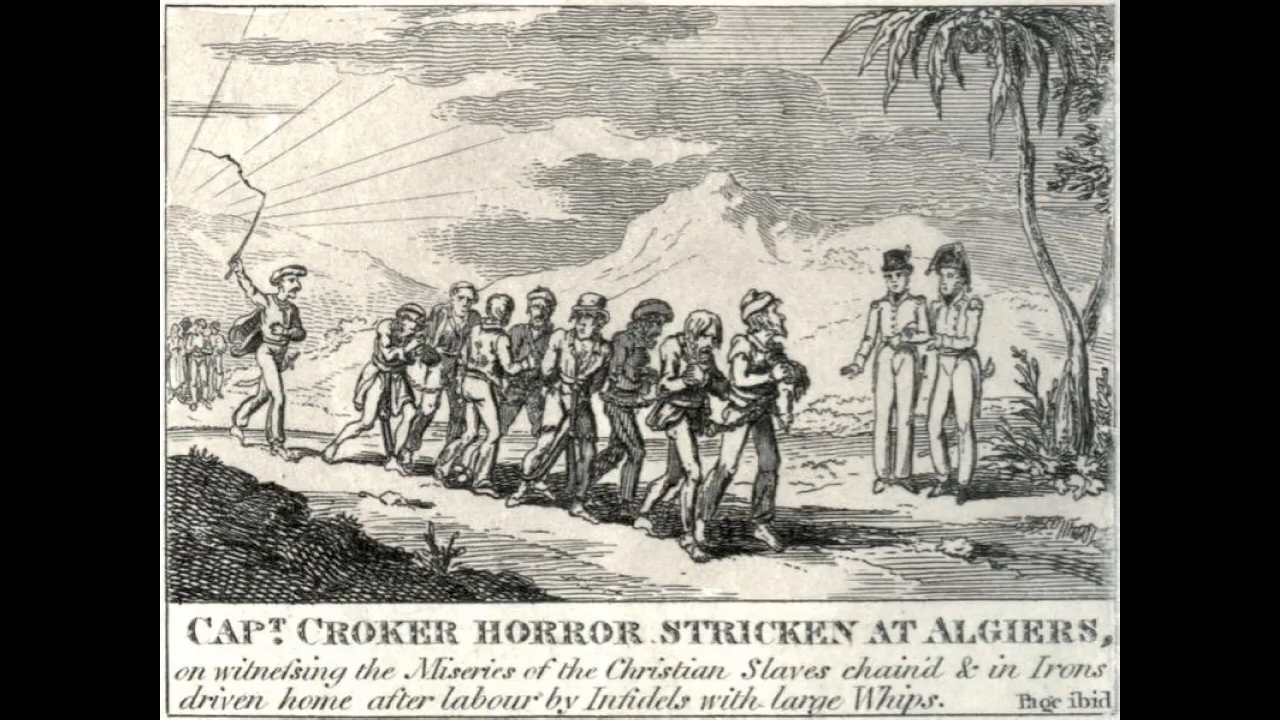 CAPT. CROKER HORROR STRICKEN AT ALGIERS,
on witneſsing the Miseries of the Christian Slaves chain'd & in Irons
driven home after labour by Infidels with large Whips. Page ibid